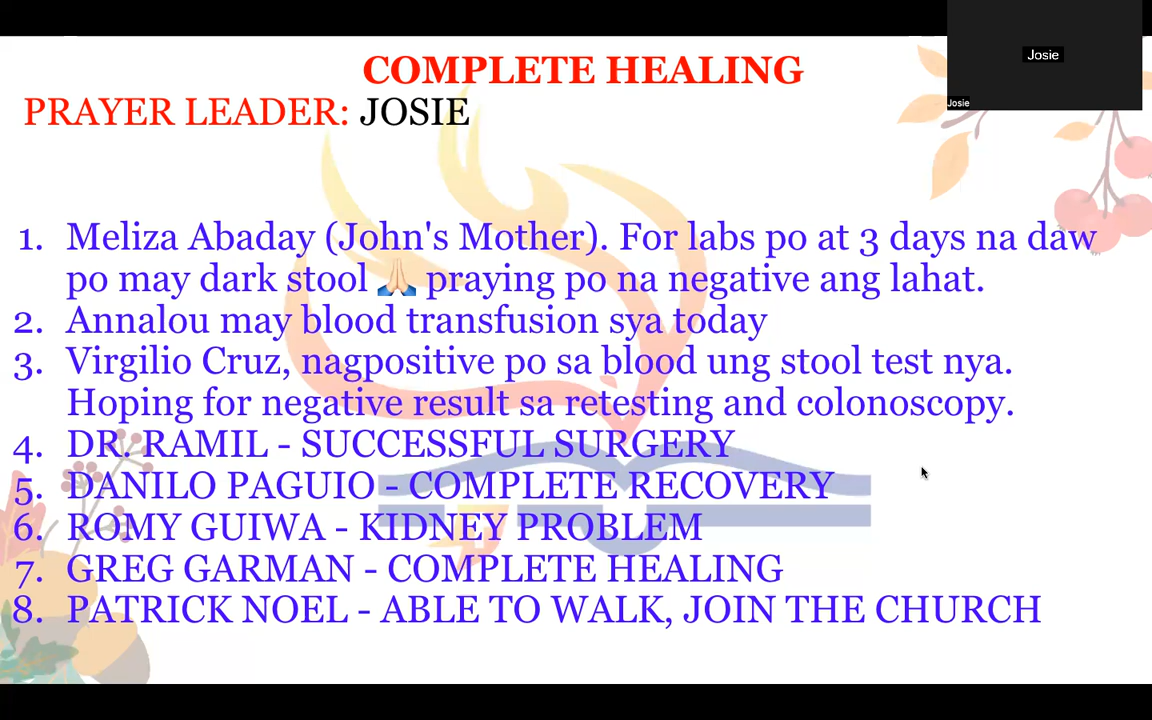 COMPLETE HEALING
Josie
Josie
PRAYER LEADER: JOSIE
1. Meliza Abaday (John's Mother). For labs po at 3 days na daw
po may dark stool 🙏🏻 praying po na negative ang lahat.
2. Annalou may blood transfusion sya today
3. Virgilio Cruz, nagpositive po sa blood ung stool test nya.
Hoping for negative result sa retesting and colonoscopy.
4. DR. RAMIL - SUCCESSFUL SURGERY
5. DANILO PAGUIO - COMPLETE RECOVERY
6. ROMY GUIWA - KIDNEY PROBLEM
7. GREG GARMAN - COMPLETE HEALING
8. PATRICK NOEL - ABLE TO WALK, JOIN THE CHURCH